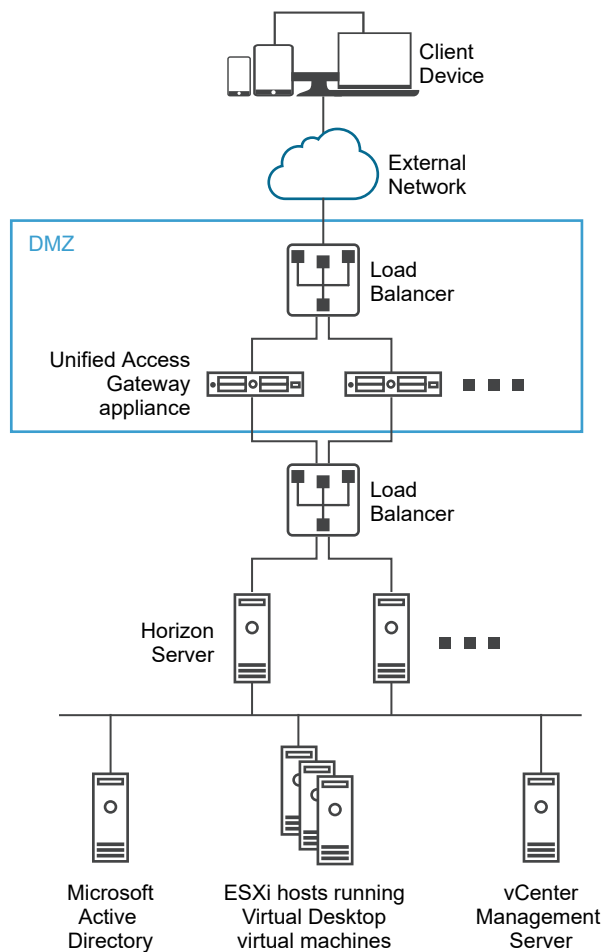 Client
Device
External
Network
DMZ
Load
Balancer
Unified Access
Gateway
appliance
Load
Balancer
Horizon
Server
Microsoft
Active
Directory
ESXi hosts running
Virtual Desktop
virtual machines
vCenter
Management
Server